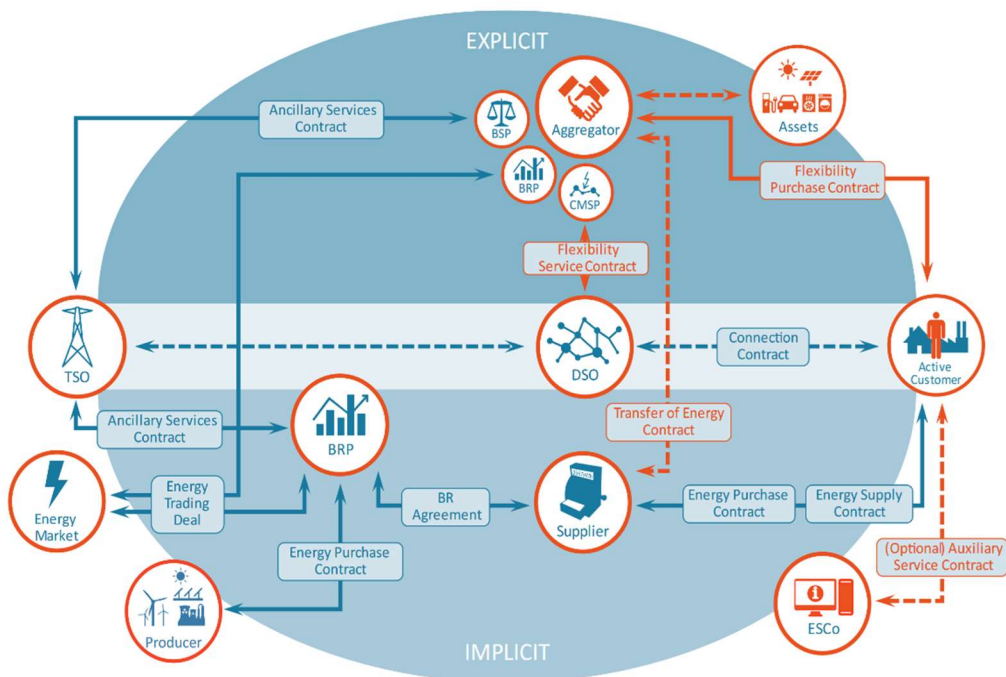 EXPLICIT
Ancillary Services
Contract
BSP
Aggregator
Assets
BRP
CMSP
Flexibility
Purchase Contract
Flexibility
Service Contract
TSO
DSO
Connection
Contract
Active
Customer
Ancillary Services
Contract
BRP
Transfer of Energy
Contract
Energy
Market
Energy
Trading
Deal
BR
Agreement
Supplier
Energy Purchase
Contract
Energy Supply
Contract
Energy Purchase
Contract
(Optional) Auxiliary
Service Contract
Producer
ESCo
IMPLICIT